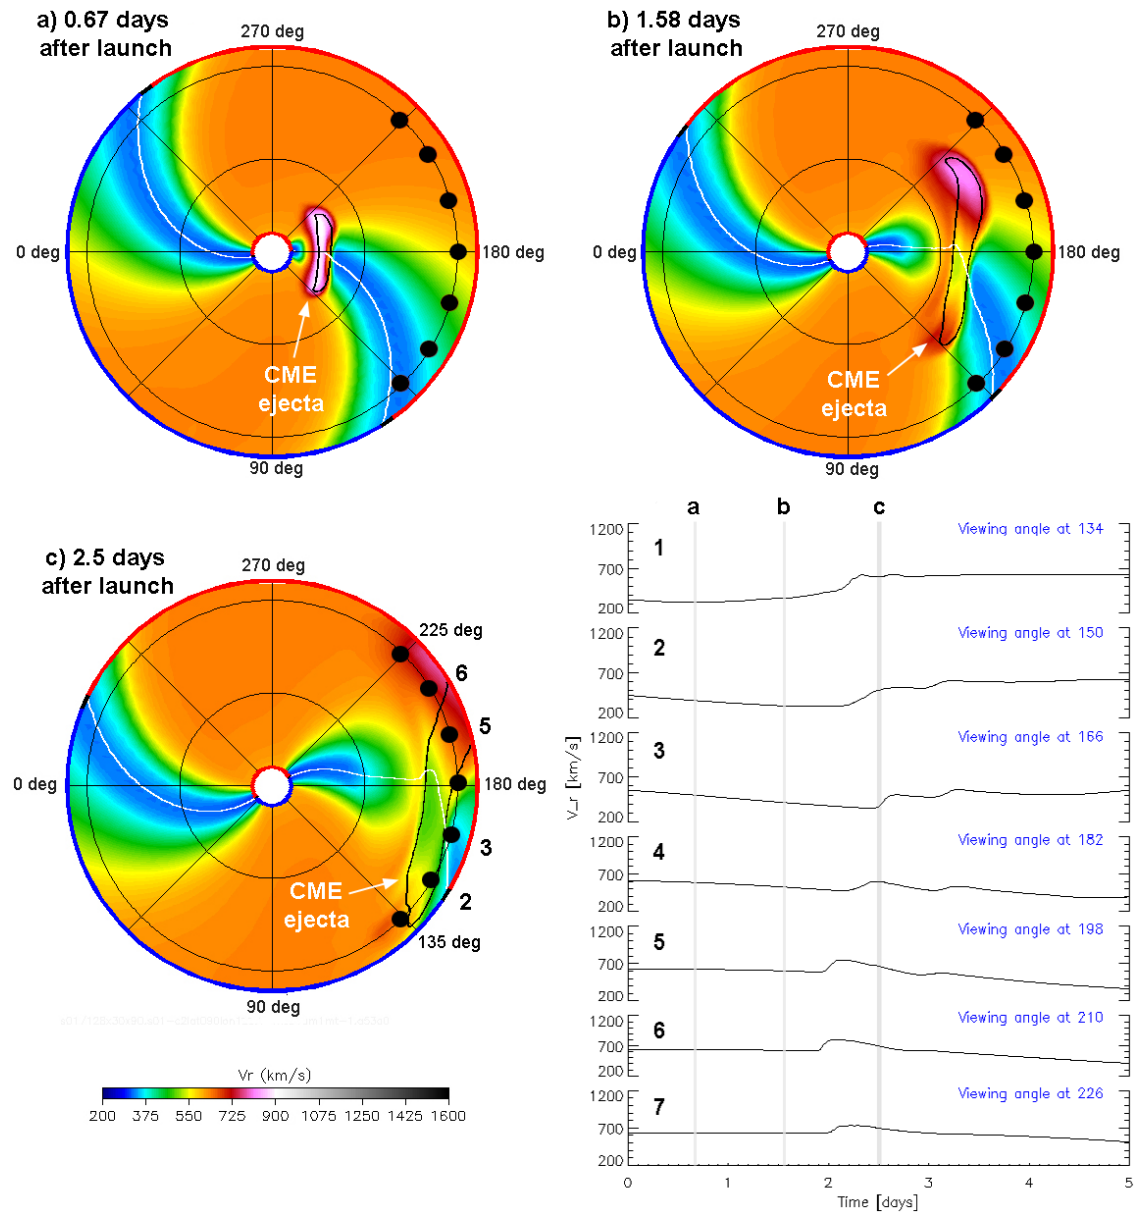 a) 0.67 days
after launch
270 deg
0 deg
180 deg
CME
ejecta
90 deg
b) 1.58 days
after launch
270 deg
0 deg
180 deg
CME
ejecta
90 deg
c) 2.5 days
after launch
270 deg
225 deg
6
5
0 deg
180 deg
3
CME
ejecta
2
135 deg
90 deg
Vr (km/s)
200 375 550 725 900 1075 1250 1425 1600
a b c
1200
700
200
1
Viewing angle at 134
1200
700
200
2
Viewing angle at 150
1200
700
200
3
Viewing angle at 166
1200
700
200
4
Viewing angle at 182
1200
700
200
5
Viewing angle at 198
1200
700
200
6
Viewing angle at 210
1200
700
200
7
Viewing angle at 226
V_r [km/s]
0 1 2 3 4 5
Time [days]